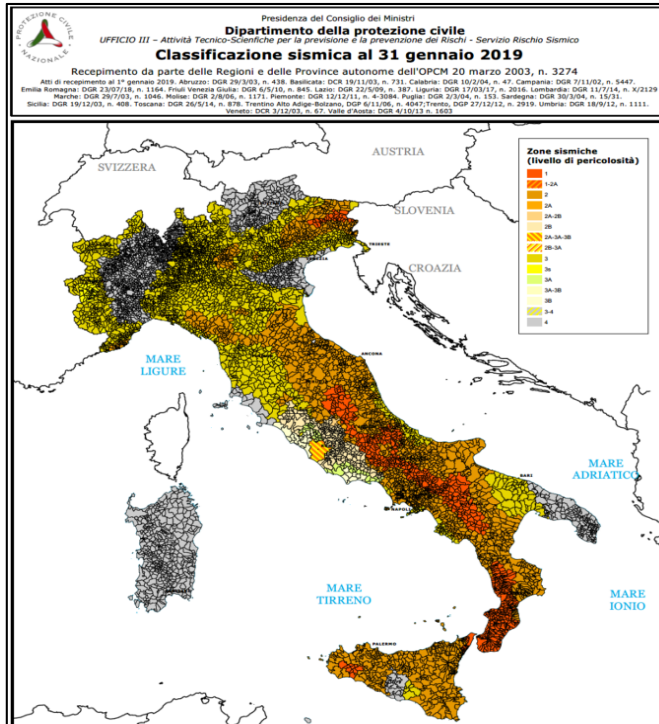 PROTEZIONE CIVILE
NAZIONALE
Presidenza del Consiglio dei Ministri
Dipartimento della protezione civile
UFFICIO III – Attività Tecnico-Scienfiche per la previsione e la prevenzione dei Rischi - Servizio Rischio Sismico
Classificazione sismica al 31 gennaio 2019
Recepimento da parte delle Regioni e delle Province autonome dell'OPCM 20 marzo 2003, n. 3274
Atti di recepimento al 1° gennaio 2019. Abruzzo: DGR 29/3/03, n. 438. Basilicata: DCR 19/11/03, n. 731. Calabria: DGR 10/2/04, n. 47. Campania: DGR 7/11/02, n. 5447.
Emilia Romagna: DGR 23/07/18, n. 1164. Friuli Venezia Giulia: DGR 6/5/10, n. 845. Lazio: DGR 22/5/09, n. 387. Liguria: DGR 17/03/17, n. 2016. Lombardia: DGR 11/7/14, n. X/2129
Marche: DGR 29/7/03, n. 1046. Molise: DGR 2/8/06, n. 1171. Piemonte: DGR 12/12/11, n. 4-3084. Puglia: DGR 2/3/04, n. 153. Sardegna: DGR 30/3/04, n. 15/31.
Sicilia: DGR 19/12/03, n. 408. Toscana: DGR 26/5/14, n. 878. Trentino Alto Adige-Bolzano, DGP 6/11/06, n. 4047;Trento, DGP 27/12/12, n. 2919. Umbria: DGR 18/9/12, n. 1111.
Veneto: DCR 3/12/03, n. 67. Valle d'Aosta: DGR 4/10/13 n. 1603
AUSTRIA
SVIZZERA
SLOVENIA
TRIESTE
CROAZIA
Zone sismiche
(livello di pericolosità)
1
1-2A
2
2A
2A-2B
2B
2A-3A-3B
2B-3A
3
3s
3A
3A-3B
3B
3-4
4
ANCONA
MARE
LIGURE
BARI
MARE
ADRIATICO
NAPOLI
MARE
TIRRENO
MARE
IONIO
PALERMO